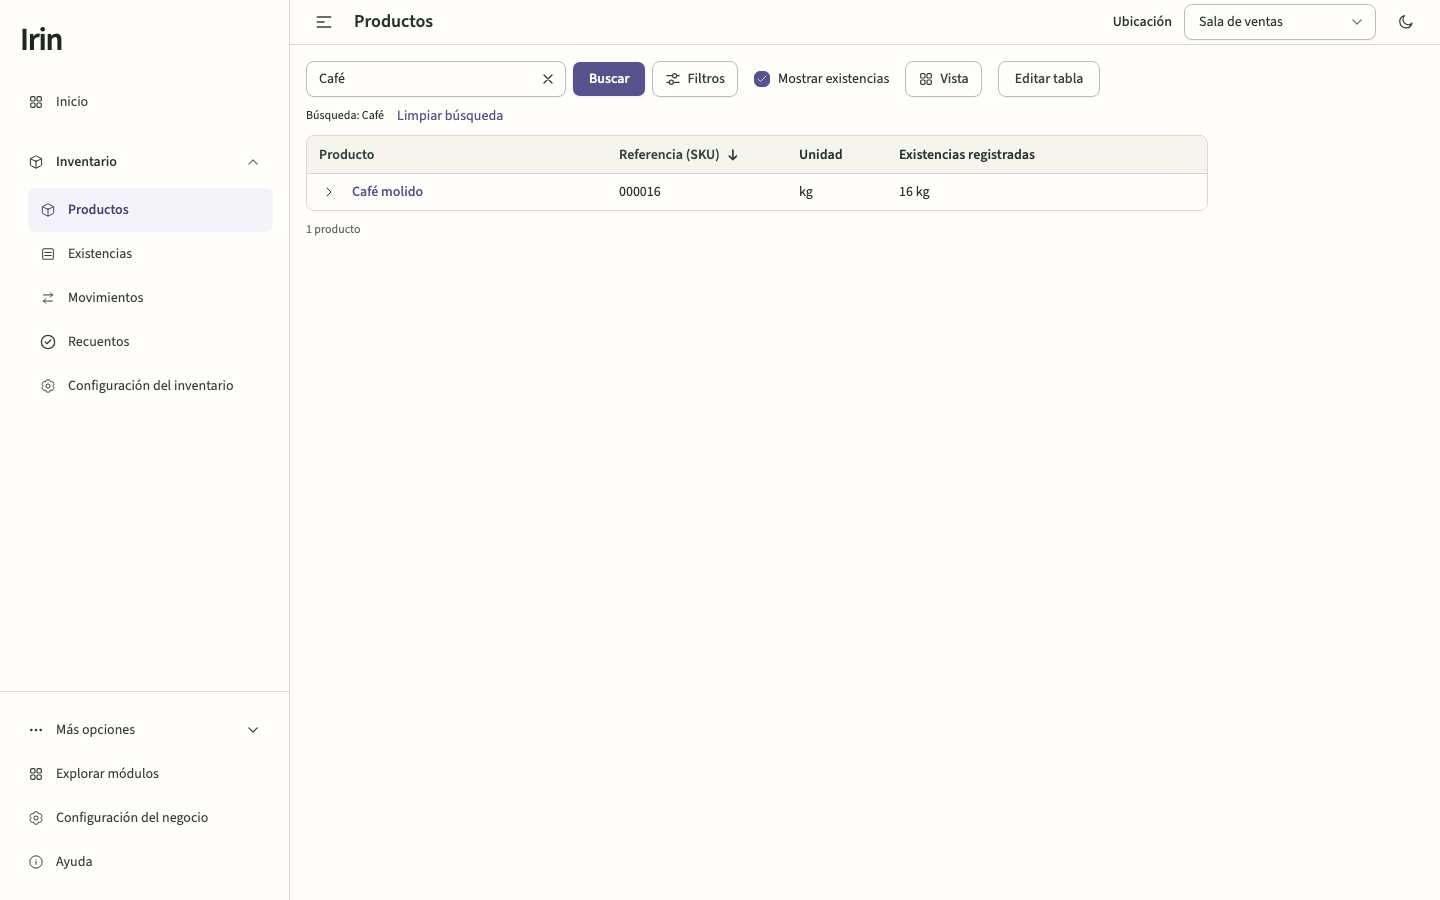 Irin
Inicio
Inventario
Productos
Existencias
Movimientos
Recuentos
Configuración del inventario
Más opciones
Explorar módulos
Configuración del negocio
Ayuda
Productos
Ubicación Sala de ventas
Café Buscar Filtros Mostrar existencias Vista Editar tabla
Búsqueda: Café Limpiar búsqueda
Producto Referencia (SKU) Unidad Existencias registradas
Café molido 000016 kg 16 kg
1 producto